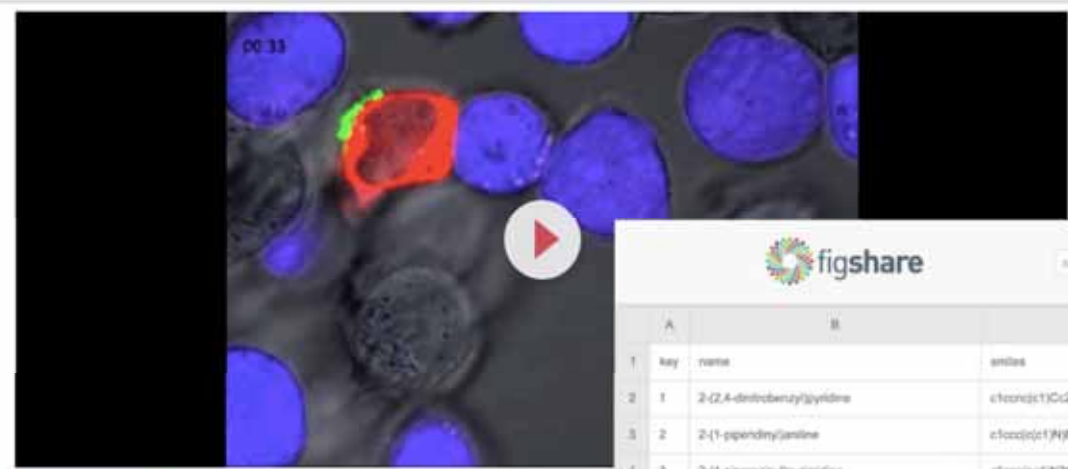 00:33
figshare
A B
1 key name smiles
2 1 2-(2,4-dinitrobenzyl)pyridine
3 2 2-(1-piperidinyl)aniline